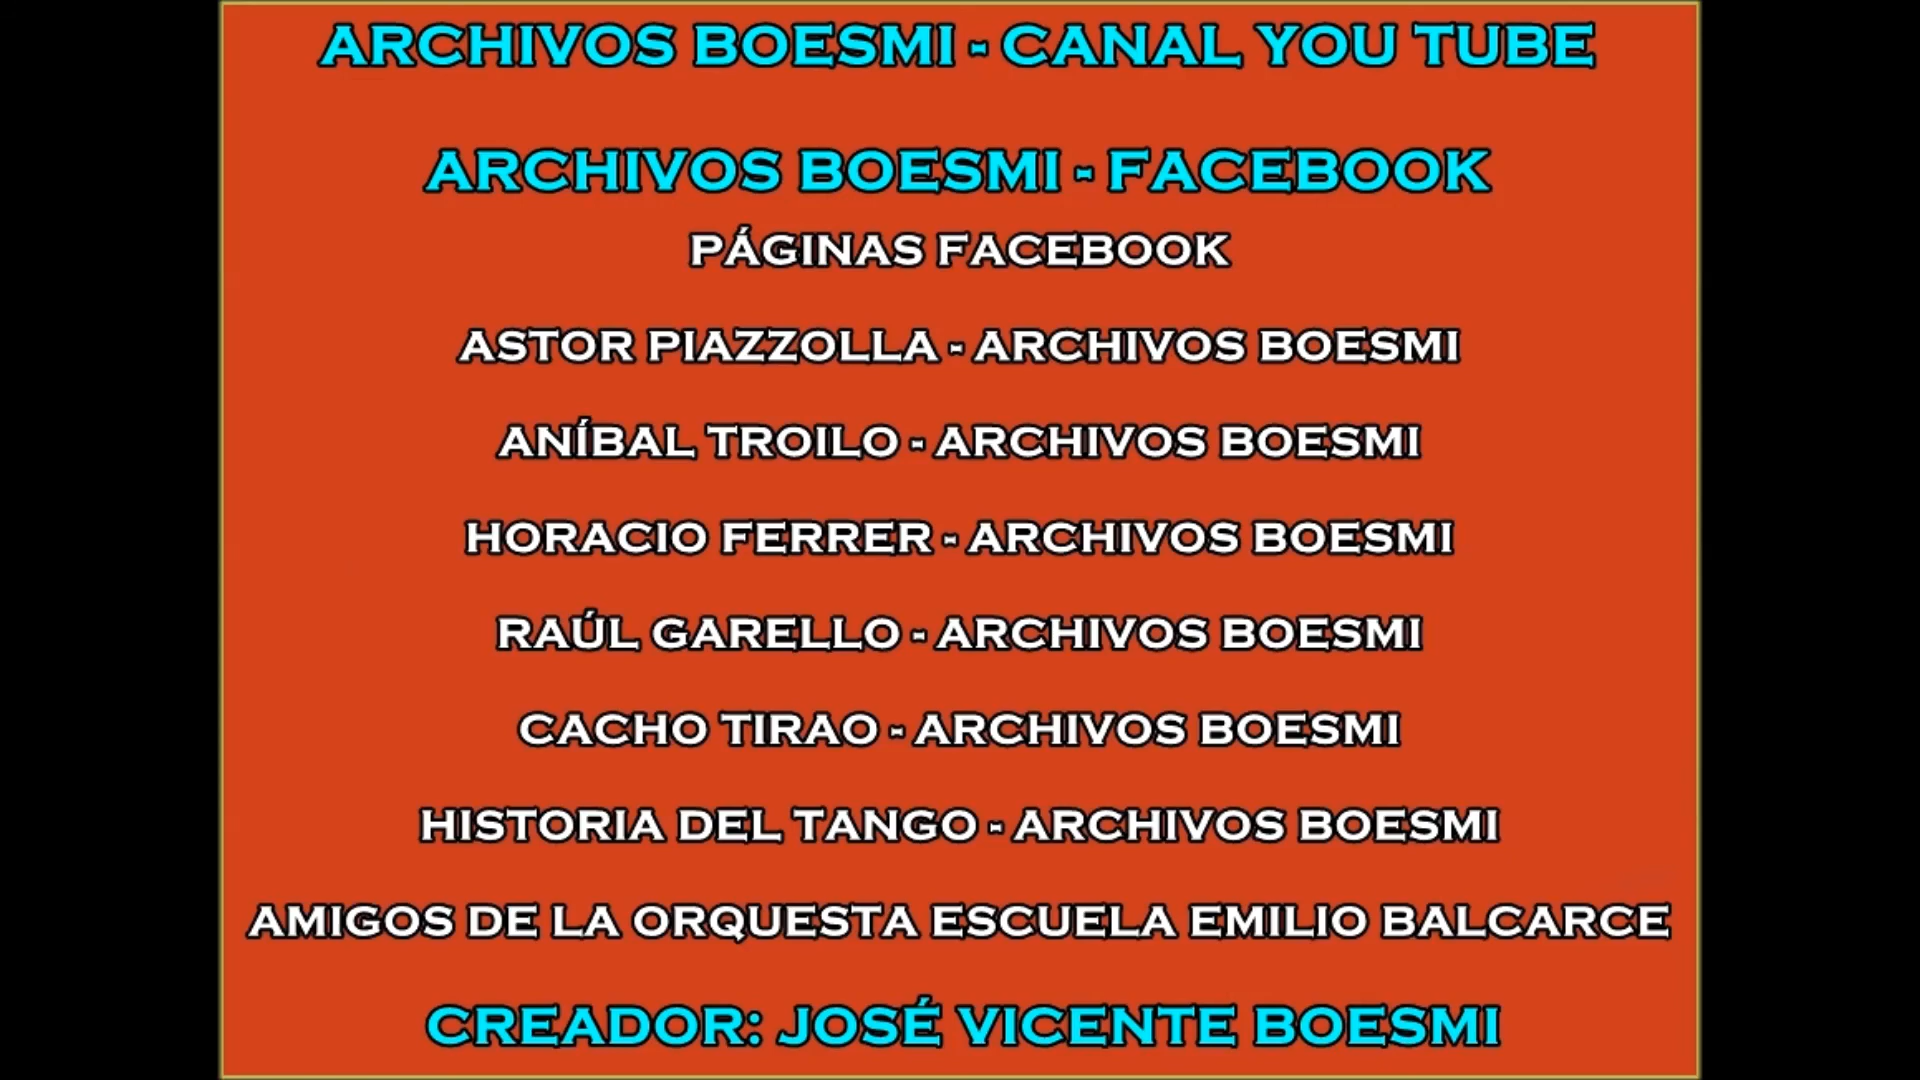 ARCHIVOS BOESMI - CANAL YOU TUBE
ARCHIVOS BOESMI - FACEBOOK
PÁGINAS FACEBOOK
ASTOR PIAZZOLLA - ARCHIVOS BOESMI
ANÍBAL TROILO - ARCHIVOS BOESMI
HORACIO FERRER - ARCHIVOS BOESMI
RAÚL GARELLO - ARCHIVOS BOESMI
CACHO TIRAO - ARCHIVOS BOESMI
HISTORIA DEL TANGO - ARCHIVOS BOESMI
AMIGOS DE LA ORQUESTA ESCUELA EMILIO BALCARCE
CREADOR: JOSÉ VICENTE BOESMI